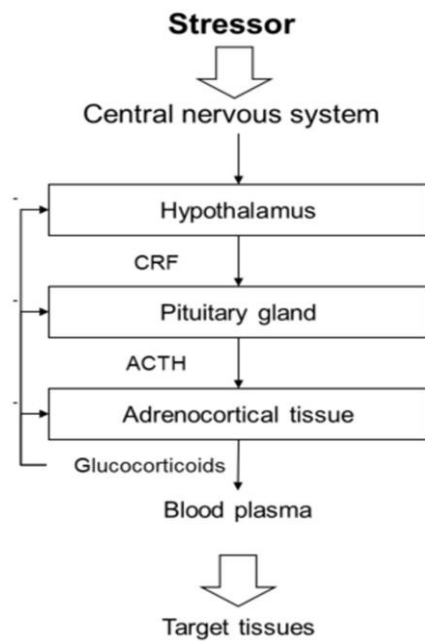 Stressor
Central nervous system
-
Hypothalamus
CRF
-
Pituitary gland
ACTH
-
Adrenocortical tissue
Glucocorticoids
Blood plasma
Target tissues